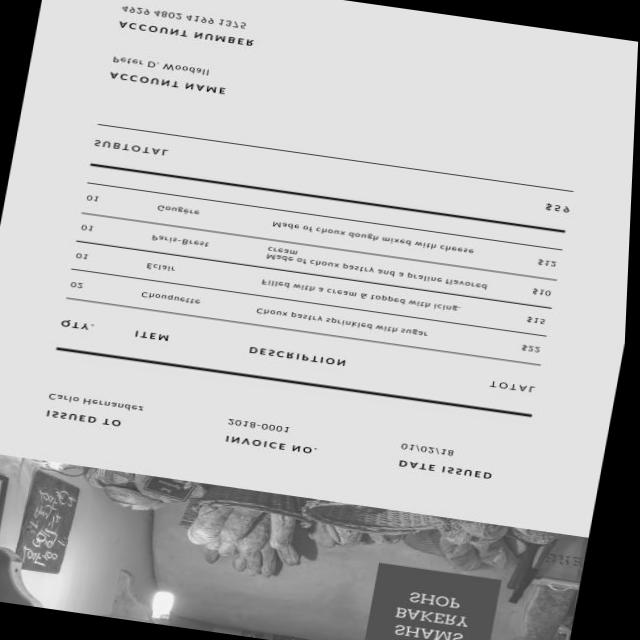 SHAMS
BAKERY
SHOP
ISSUED TO INVOICE NO. DATE ISSUED
Carlo Hernandez 2018-0001 01/02/18
QTY. ITEM DESCRIPTION TOTAL
02 Chouquette Choux pastry sprinkled with sugar $22
01 Eclair Filled with a cream & topped with icing. $15
01 Paris-Brest Made of choux pastry and a praline flavored $10
cream
01 Gougère Made of choux dough mixed with cheese $12
SUBTOTAL $59
ACCOUNT NAME
Peter D. Woodall
ACCOUNT NUMBER
4929 4802 4199 1375